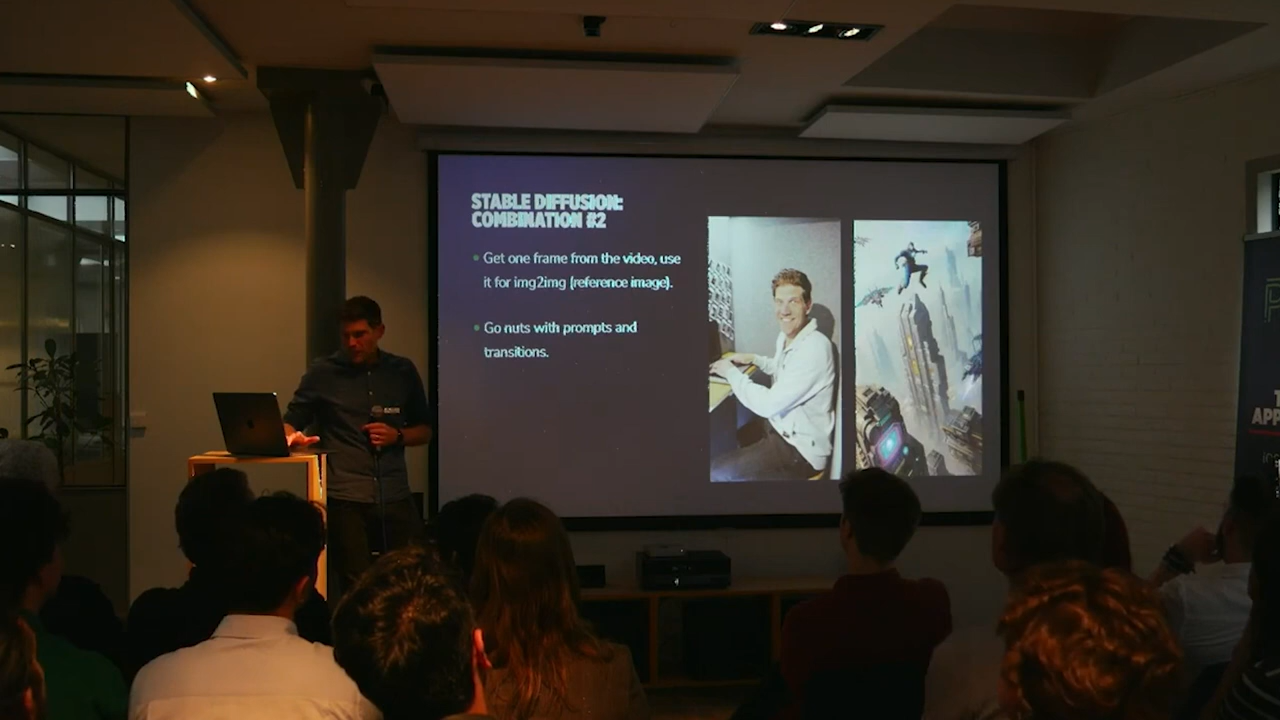 STABLE DIFFUSION:
COMBINATION #2
• Get one frame from the video, use
it for img2img (reference image).
• Go nuts with prompts and
transitions.
APP